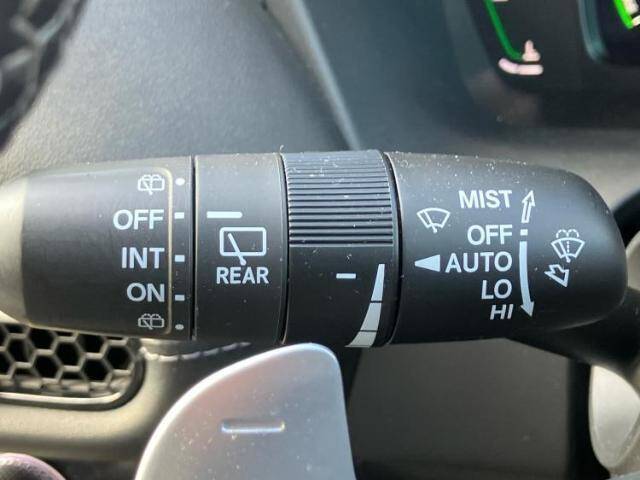 OFF
INT
ON
REAR
MIST
OFF
AUTO
LO
HI